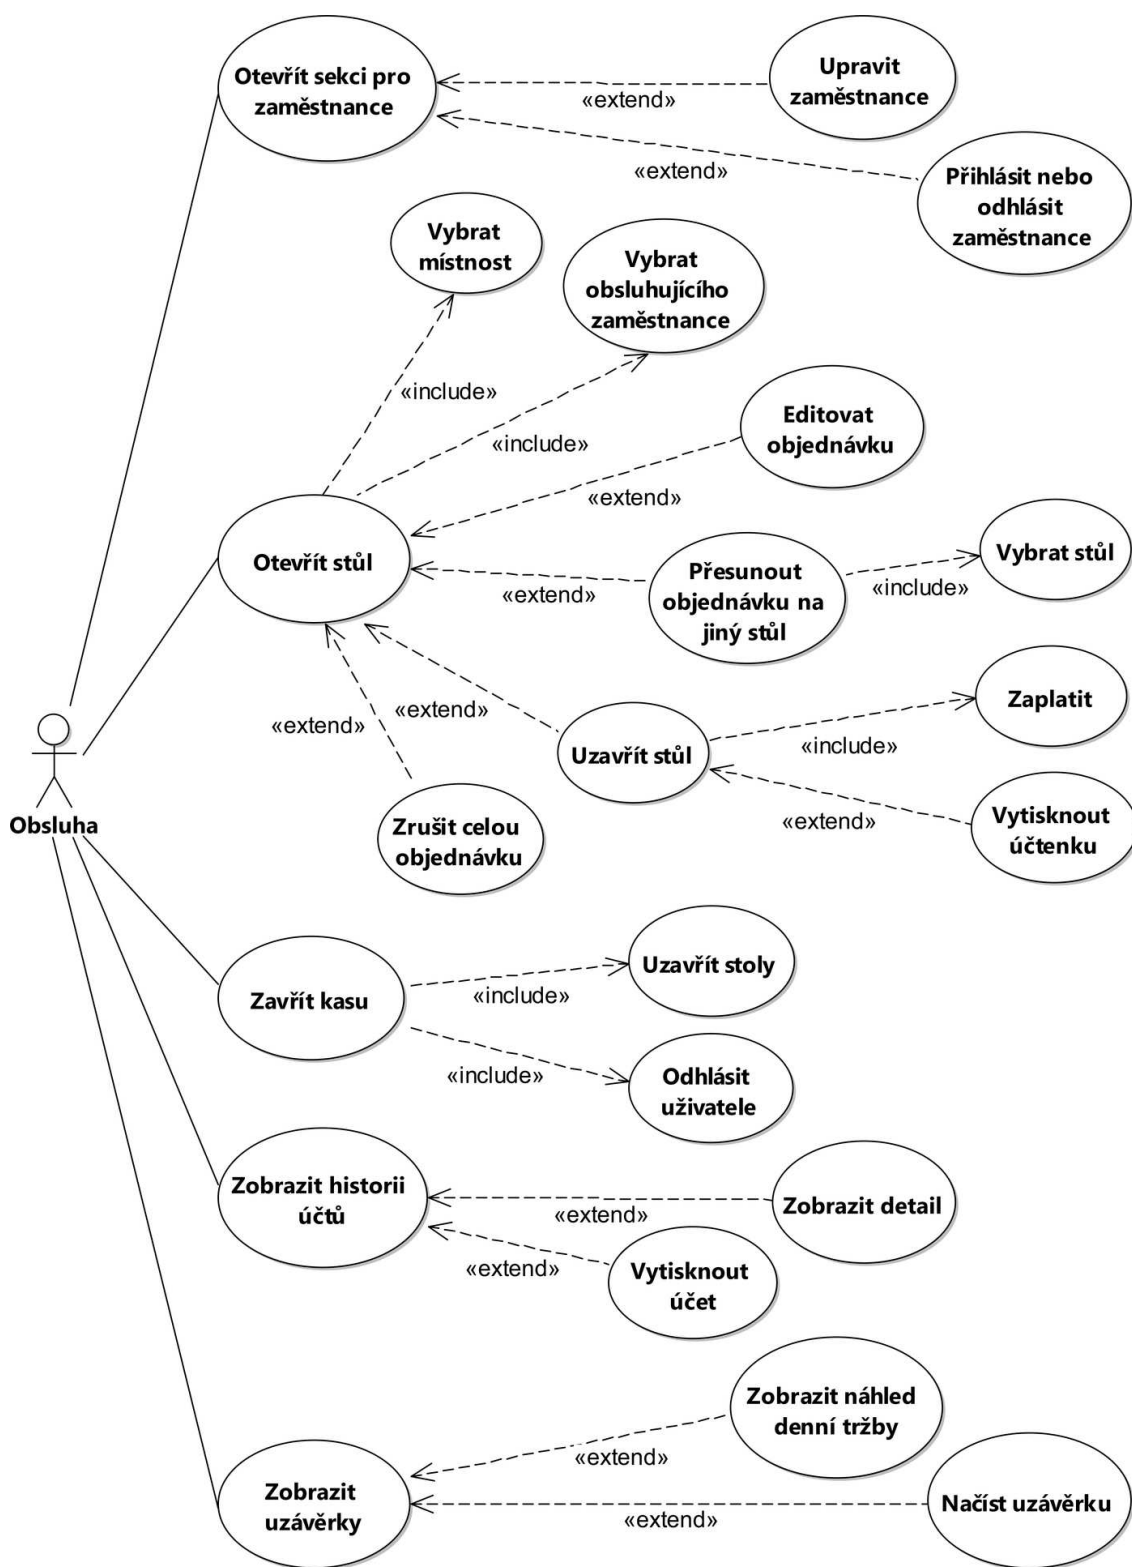 Otevřít sekci pro
zaměstnance
«extend»
Upravit
zaměstnance
«extend»
Přihlásit nebo
odhlásit
zaměstnance
Vybrat
místnost
Vybrat
obsluhujícího
zaměstnance
«include»
«include»
Editovat
objednávku
«extend»
Otevřít stůl
«extend»
Přesunout
objednávku na
jiný stůl
«include»
Vybrat stůl
«extend»
«extend»
Uzavřít stůl
«include»
Zaplatit
«extend»
Vytisknout
účtenku
Obsluha
Zrušit celou
objednávku
Zavřít kasu
«include»
Uzavřít stoly
«include»
Odhlásit
uživatele
Zobrazit historii
účtů
«extend»
Zobrazit detail
«extend»
Vytisknout
účet
Zobrazit náhled
denní tržby
«extend»
Zobrazit
uzávěrky
«extend»
Načíst uzávěrku